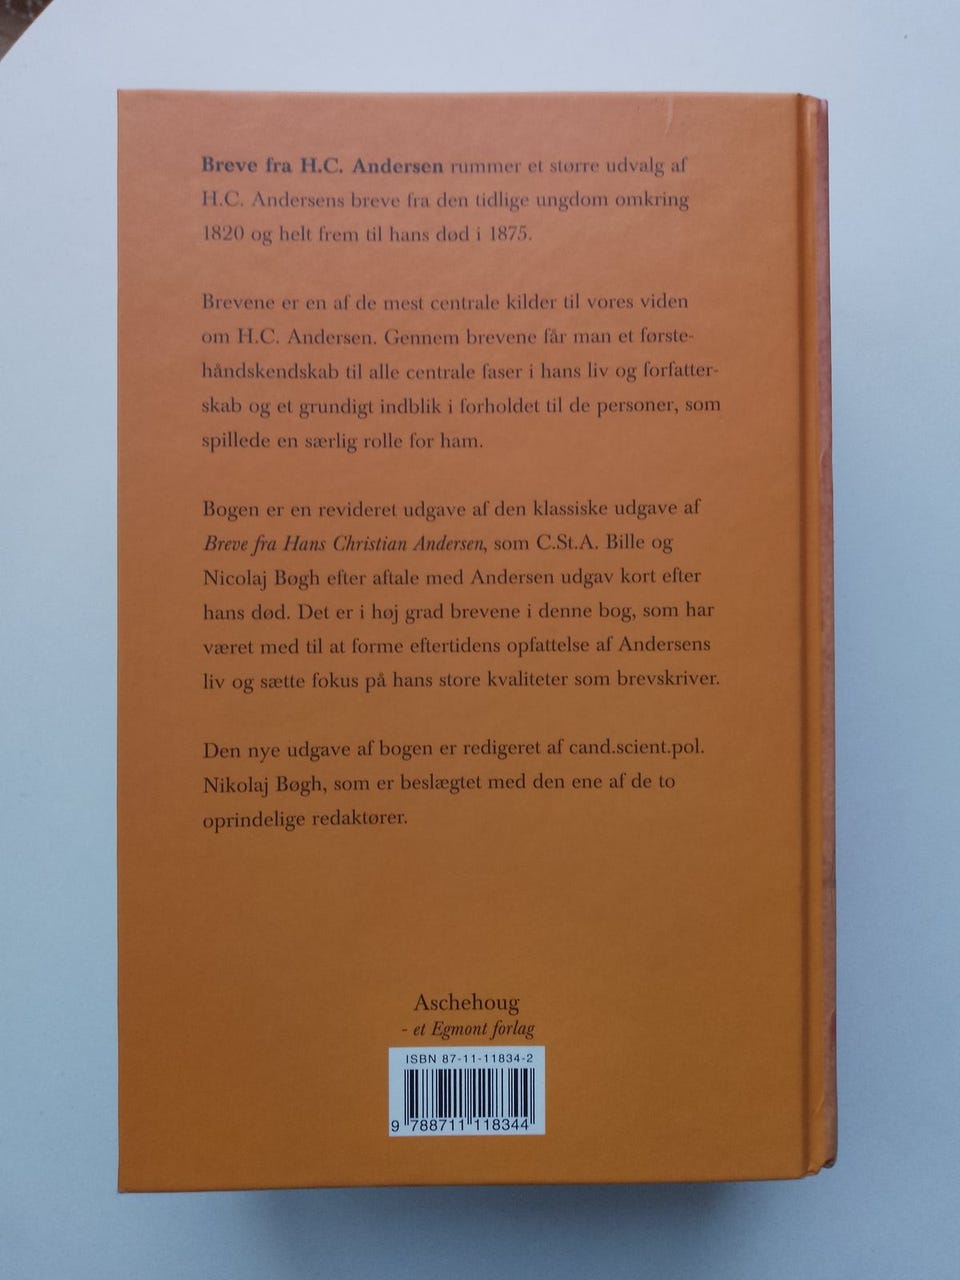 Breve fra H.C. Andersen rummer et større udvalg af
H.C. Andersens breve fra den tidlige ungdom omkring
1820 og helt frem til hans død i 1875.
Brevene er en af de mest centrale kilder til vores viden
om H.C. Andersen. Gennem brevene får man et første-
håndskendskab til alle centrale faser i hans liv og forfatter-
skab og et grundigt indblik i forholdet til de personer, som
spillede en særlig rolle for ham.
Bogen er en revideret udgave af den klassiske udgave af
Breve fra Hans Christian Andersen, som C.St.A. Bille og
Nicolaj Bøgh efter aftale med Andersen udgav kort efter
hans død. Det er i høj grad brevene i denne bog, som har
været med til at forme eftertidens opfattelse af Andersens
liv og sætte fokus på hans store kvaliteter som brevskriver.
Den nye udgave af bogen er redigeret af cand.scient.pol.
Nikolaj Bøgh, som er beslægtet med den ene af de to
oprindelige redaktører.
Aschehoug
- et Egmont forlag
ISBN 87-11-11834-2
9 788711 118344